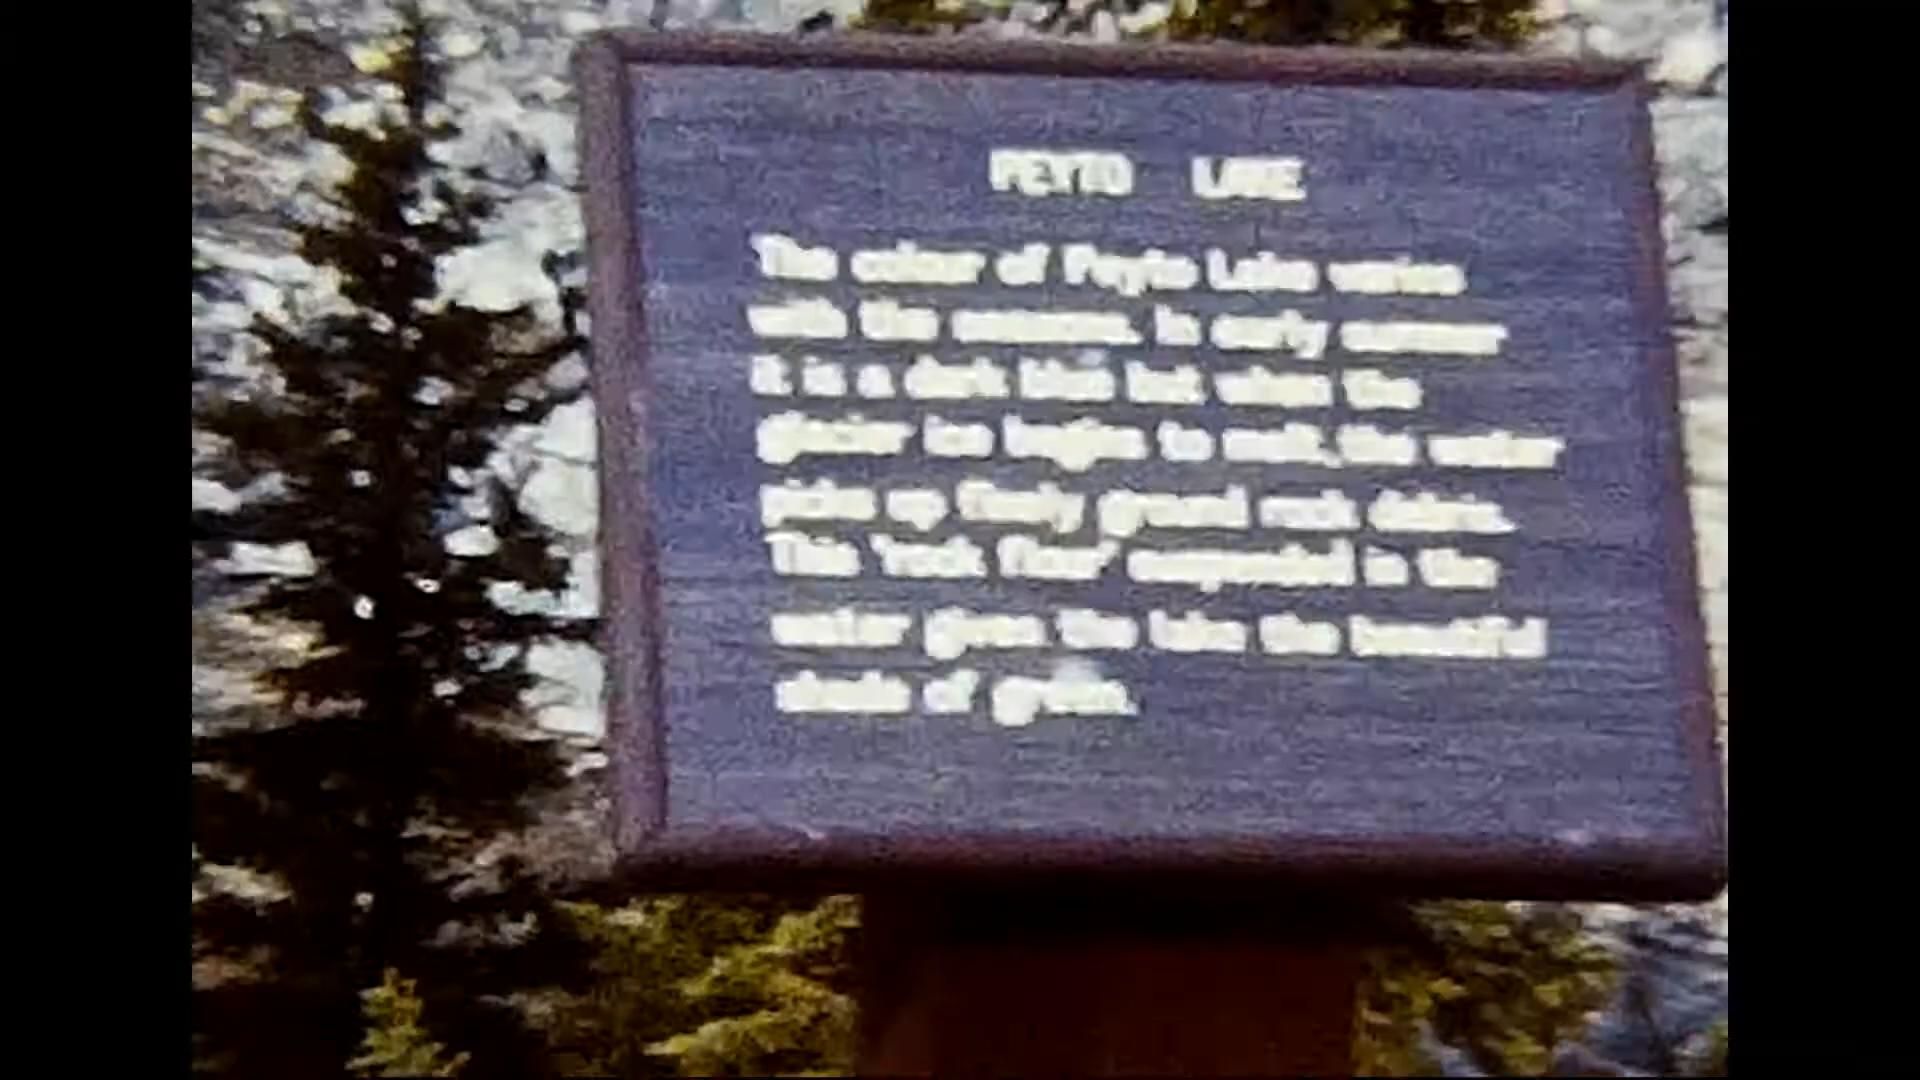 PEYTO LAKE
The colour of Peyto Lake varies
with the seasons. In early summer
it is a dark blue but when the
glacier ice begins to melt, the water
picks up finely ground rock debris.
This 'rock flour' suspended in the
water gives the lake the beautiful
shade of green.